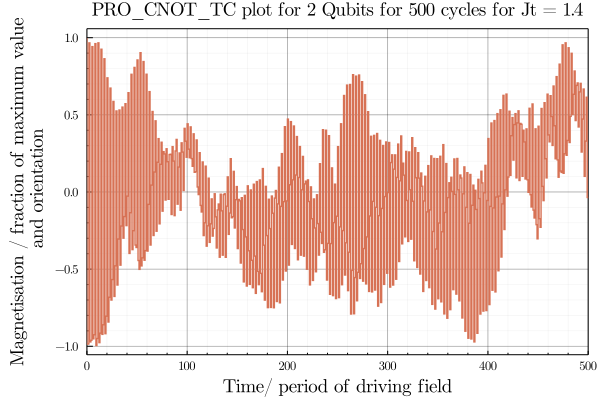 PRO_CNOT_TC plot for 2 Qubits for 500 cycles for Jt = 1.4
Magnetisation / fraction of maximum value
and orientation
1.0
0.5
0.0
−0.5
−1.0
0 100 200 300 400 500
Time/ period of driving field